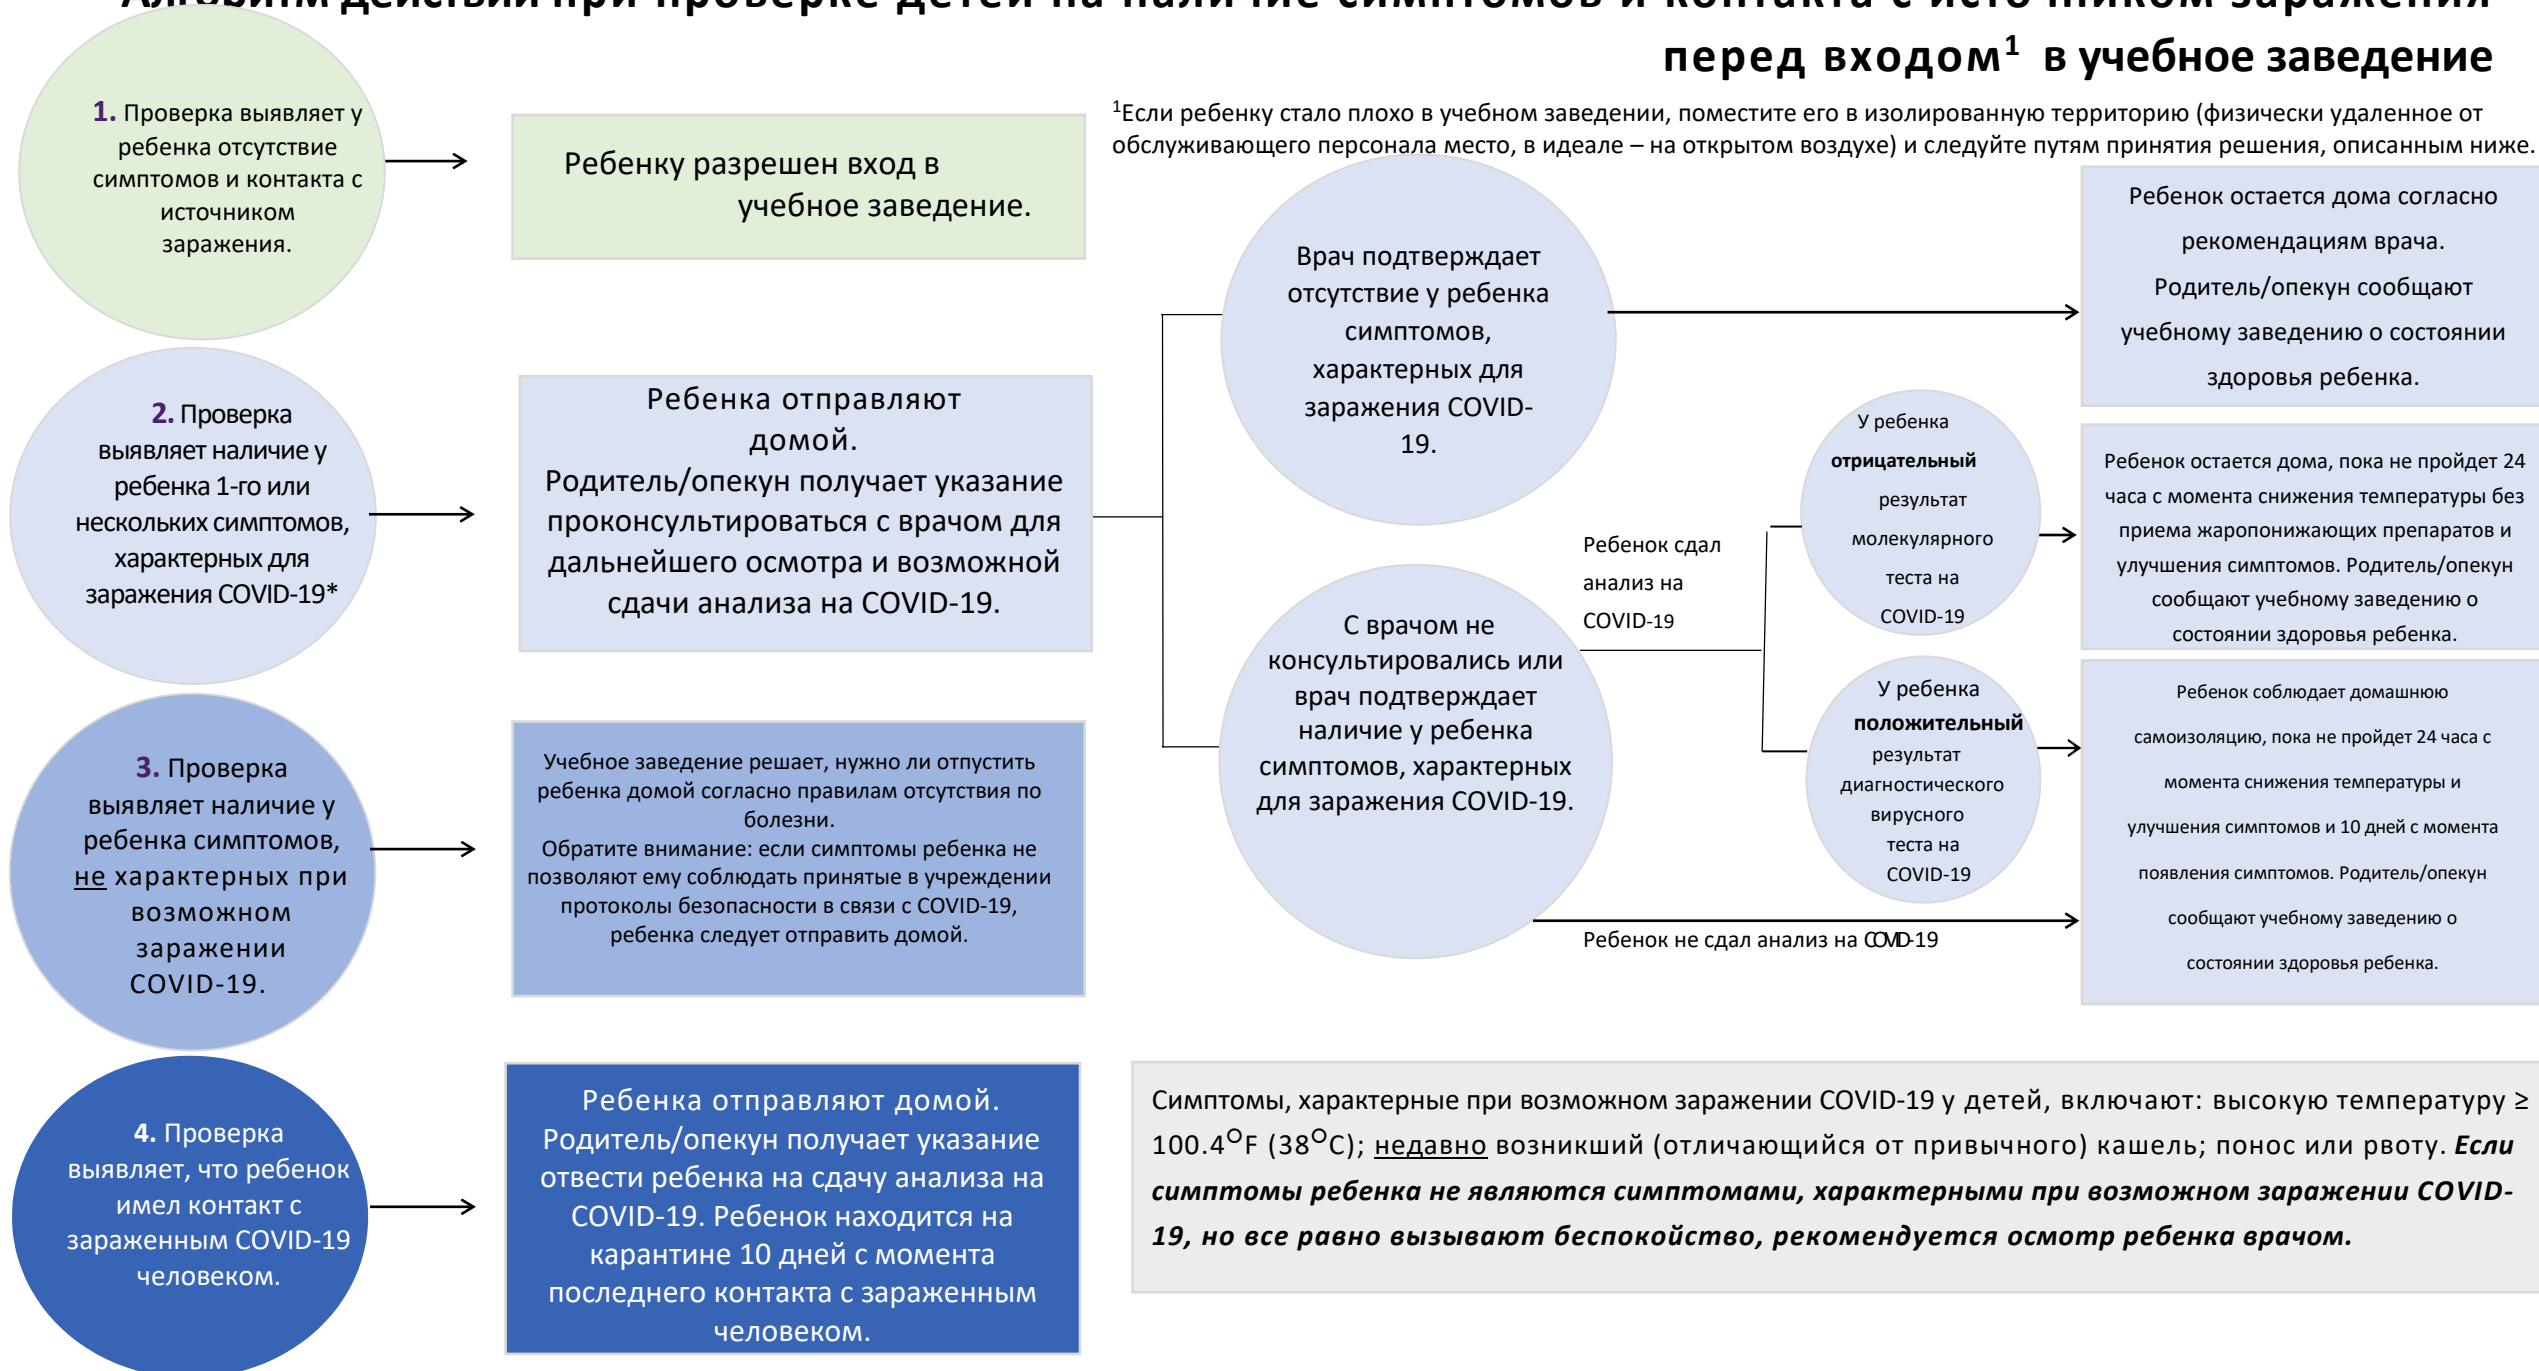 Алгоритм действий при проверке детей на наличие симптомов и контакта с источником заражения
перед входом¹ в учебное заведение
¹Если ребенку стало плохо в учебном заведении, поместите его в изолированную территорию (физически удаленное от
обслуживающего персонала место, в идеале – на открытом воздухе) и следуйте путям принятия решения, описанным ниже.
1. Проверка выявляет у
ребенка отсутствие
симптомов и контакта с
источником
заражения.
Ребенку разрешен вход в
учебное заведение.
2. Проверка
выявляет наличие у
ребенка 1-го или
нескольких симптомов,
характерных для
заражения COVID-19*
Ребенка отправляют
домой.
Родитель/опекун получает указание
проконсультироваться с врачом для
дальнейшего осмотра и возможной
сдачи анализа на COVID-19.
Врач подтверждает
отсутствие у ребенка
симптомов,
характерных для
заражения COVID-
19.
Ребенок остается дома согласно
рекомендациям врача.
Родитель/опекун сообщают
учебному заведению о состоянии
здоровья ребенка.
С врачом не
консультировались или
врач подтверждает
наличие у ребенка
симптомов, характерных
для заражения COVID-19.
Ребенок сдал
анализ на
COVID-19
У ребенка
отрицательный
результат
молекулярного
теста на
COVID-19
Ребенок остается дома, пока не пройдет 24
часа с момента снижения температуры без
приема жаропонижающих препаратов и
улучшения симптомов. Родитель/опекун
сообщают учебному заведению о
состоянии здоровья ребенка.
У ребенка
положительный
результат
диагностического
вирусного
теста на
COVID-19
Ребенок соблюдает домашнюю
самоизоляцию, пока не пройдет 24 часа с
момента снижения температуры и
улучшения симптомов и 10 дней с момента
появления симптомов. Родитель/опекун
сообщают учебному заведению о
состоянии здоровья ребенка.
Ребенок не сдал анализ на COVID-19
3. Проверка
выявляет наличие у
ребенка симптомов,
не характерных при
возможном
заражении
COVID-19.
Учебное заведение решает, нужно ли отпустить
ребенка домой согласно правилам отсутствия по
болезни.
Обратите внимание: если симптомы ребенка не
позволяют ему соблюдать принятые в учреждении
протоколы безопасности в связи с COVID-19,
ребенка следует отправить домой.
4. Проверка
выявляет, что ребенок
имел контакт с
зараженным COVID-19
человеком.
Ребенка отправляют домой.
Родитель/опекун получает указание
отвести ребенка на сдачу анализа на
COVID-19. Ребенок находится на
карантине 10 дней с момента
последнего контакта с зараженным
человеком.
Симптомы, характерные при возможном заражении COVID-19 у детей, включают: высокую температуру ≥
100.4⁰F (38⁰C); недавно возникший (отличающийся от привычного) кашель; понос или рвоту. Если
симптомы ребенка не являются симптомами, характерными при возможном заражении COVID-
19, но все равно вызывают беспокойство, рекомендуется осмотр ребенка врачом.